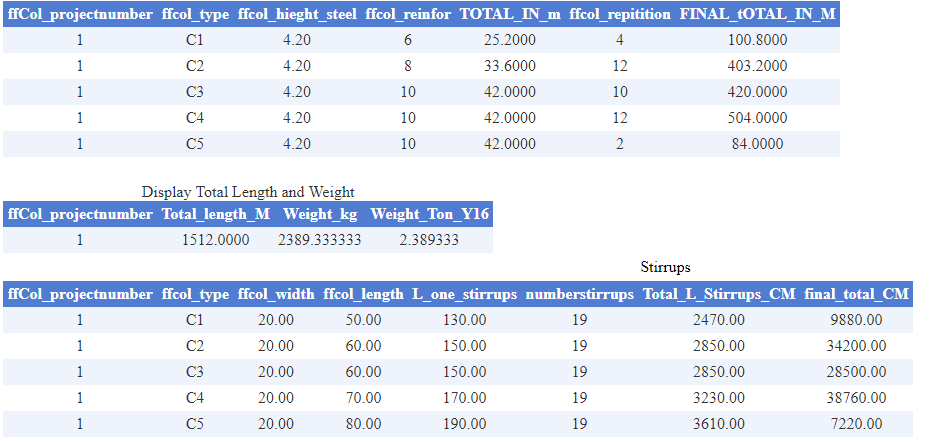 ffCol_projectnumber ffcol_type ffcol_hieght_steel ffcol_reinfor TOTAL_IN_m ffcol_repitition FINAL_tOTAL_IN_M
1 C1 4.20 6 25.2000 4 100.8000
1 C2 4.20 8 33.6000 12 403.2000
1 C3 4.20 10 42.0000 10 420.0000
1 C4 4.20 10 42.0000 12 504.0000
1 C5 4.20 10 42.0000 2 84.0000
Display Total Length and Weight
ffCol_projectnumber Total_length_M Weight_kg Weight_Ton_Y16
1 1512.0000 2389.333333 2.389333
Stirrups
ffCol_projectnumber ffcol_type ffcol_width ffcol_length L_one_stirrups numberstirrups Total_L_Stirrups_CM final_total_CM
1 C1 20.00 50.00 130.00 19 2470.00 9880.00
1 C2 20.00 60.00 150.00 19 2850.00 34200.00
1 C3 20.00 60.00 150.00 19 2850.00 28500.00
1 C4 20.00 70.00 170.00 19 3230.00 38760.00
1 C5 20.00 80.00 190.00 19 3610.00 7220.00